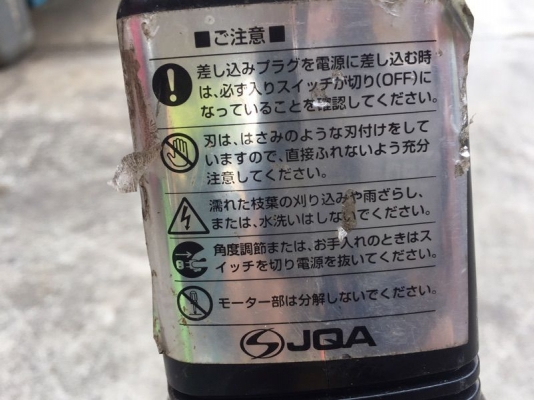 ■ご注意■
差し込みプラグを電源に差し込む時
は、必ず入りスイッチが切り(OFF)に
なっていることを確認してください。
刃は、はさみのような刃付けをして
いますので、直接ふれないよう充分
注意してください。
濡れた枝葉の刈り込みや雨ざらし、
または、水洗いはしないでください。
角度調節または、お手入れのときはス
イッチを切り電源を抜いてください。
モーター部は分解しないでください。
JQA